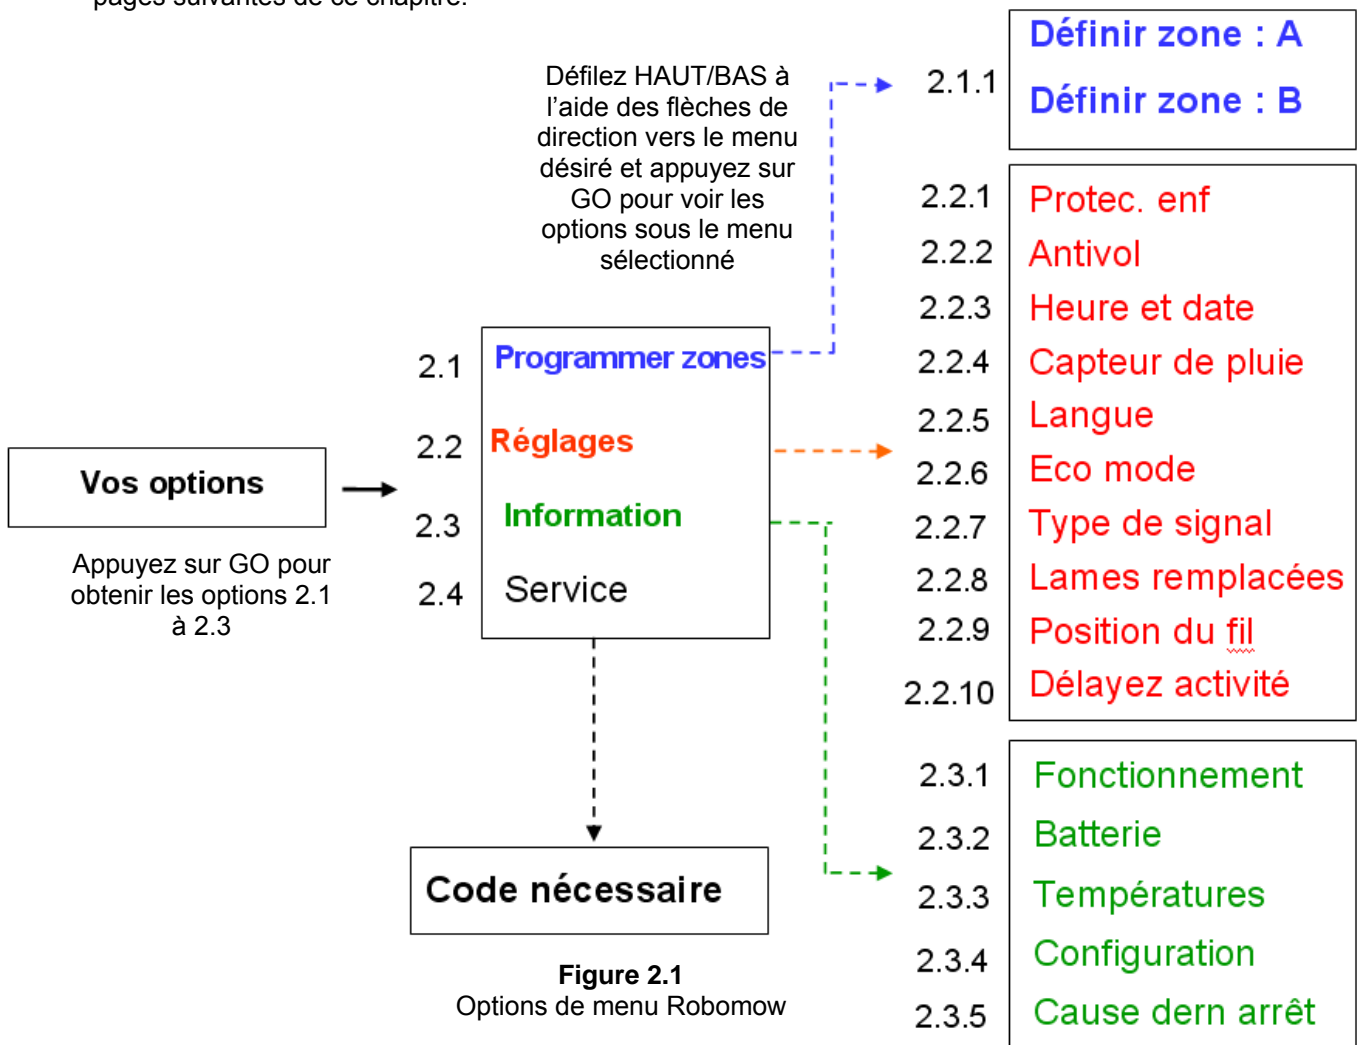 pages suivantes de ce chapitre.
Défilez HAUT/BAS à
l'aide des flèches de
direction vers le menu
désiré et appuyez sur
GO pour voir les
options sous le menu
sélectionné
2.1.1
Définir zone : A
Définir zone : B
Vos options
Appuyez sur GO pour
obtenir les options 2.1
à 2.3
2.1 Programmer zones
2.2 Réglages
2.3 Information
2.4 Service
2.2.1 Protec. enf
2.2.2 Antivol
2.2.3 Heure et date
2.2.4 Capteur de pluie
2.2.5 Langue
2.2.6 Eco mode
2.2.7 Type de signal
2.2.8 Lames remplacées
2.2.9 Position du fil
2.2.10 Délayez activité
2.3.1 Fonctionnement
2.3.2 Batterie
2.3.3 Températures
2.3.4 Configuration
2.3.5 Cause dern arrêt
Code nécessaire
Figure 2.1
Options de menu Robomow